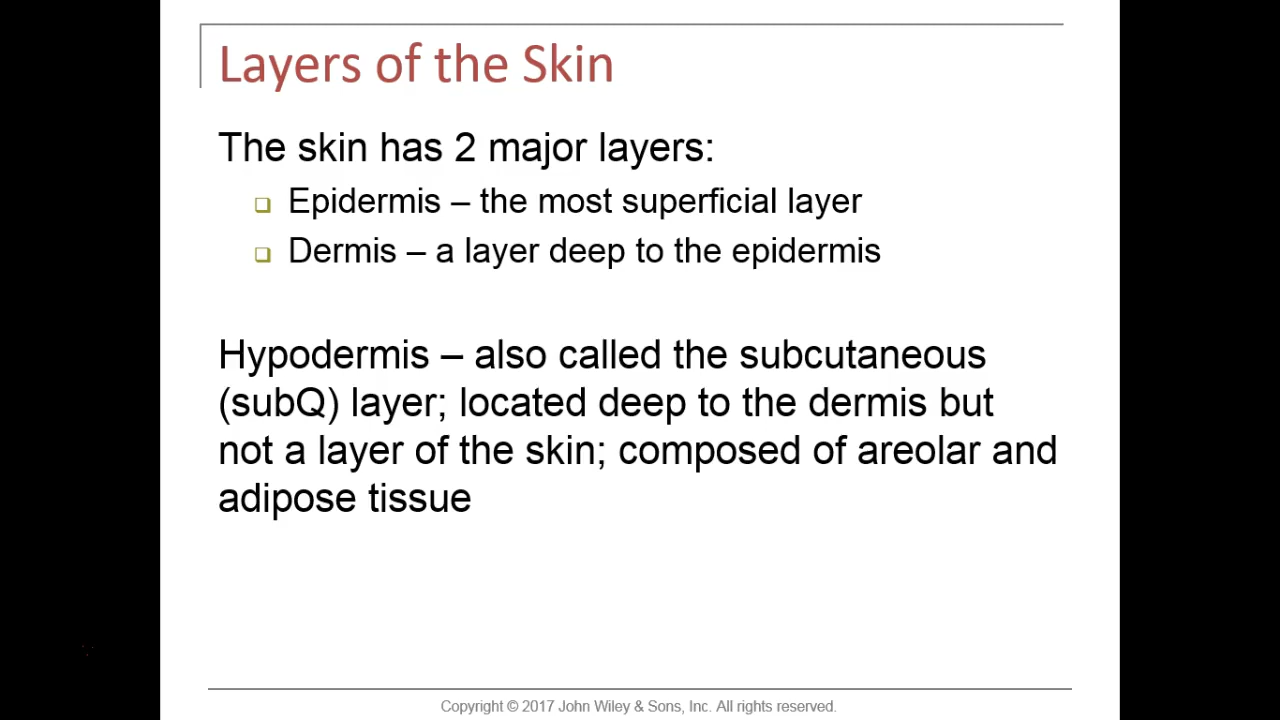 Layers of the Skin
The skin has 2 major layers:
❑ Epidermis – the most superficial layer
❑ Dermis – a layer deep to the epidermis
Hypodermis – also called the subcutaneous
(subQ) layer; located deep to the dermis but
not a layer of the skin; composed of areolar and
adipose tissue
Copyright © 2017 John Wiley & Sons, Inc. All rights reserved.